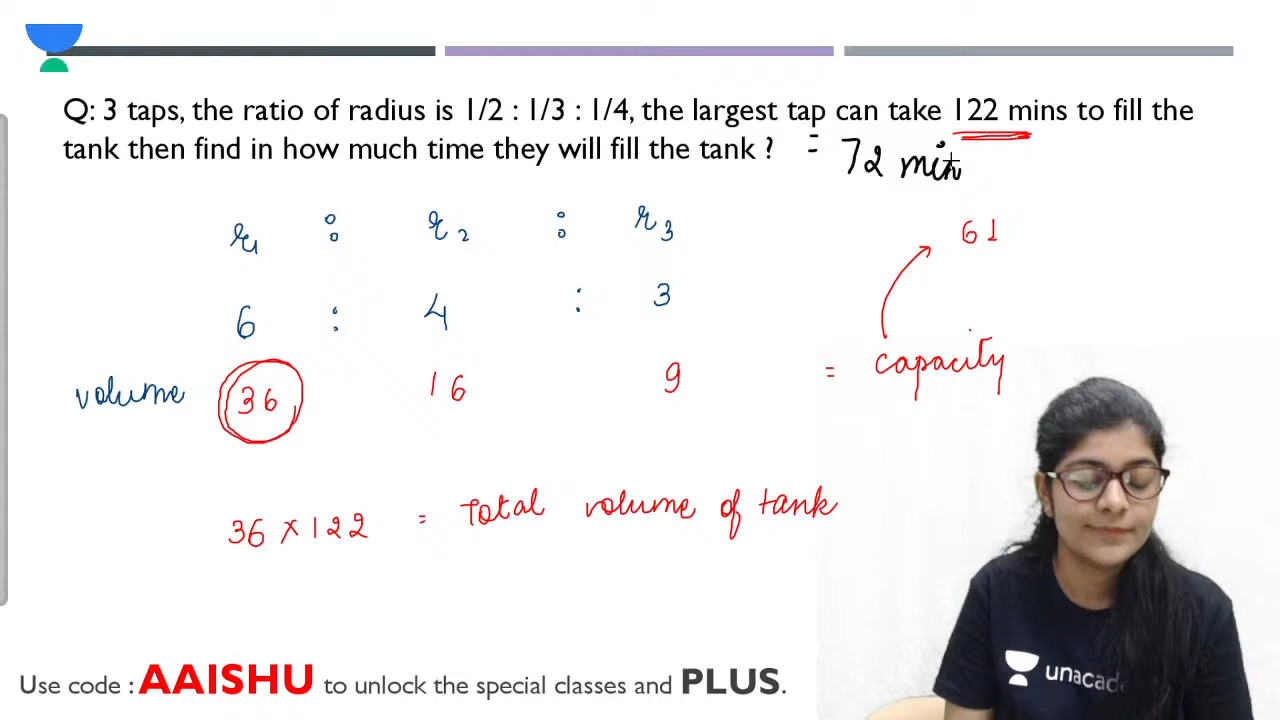 Q: 3 taps, the ratio of radius is 1/2 : 1/3 : 1/4, the largest tap can take 122 mins to fill the
tank then find in how much time they will fill the tank ? = 72 min
r₁ : r₂ : r₃
61
6 : 4 : 3
volume 36 16 9 = capacity
36 × 122 = Total volume of tank
unacade
Use code : AAISHU to unlock the special classes and PLUS.